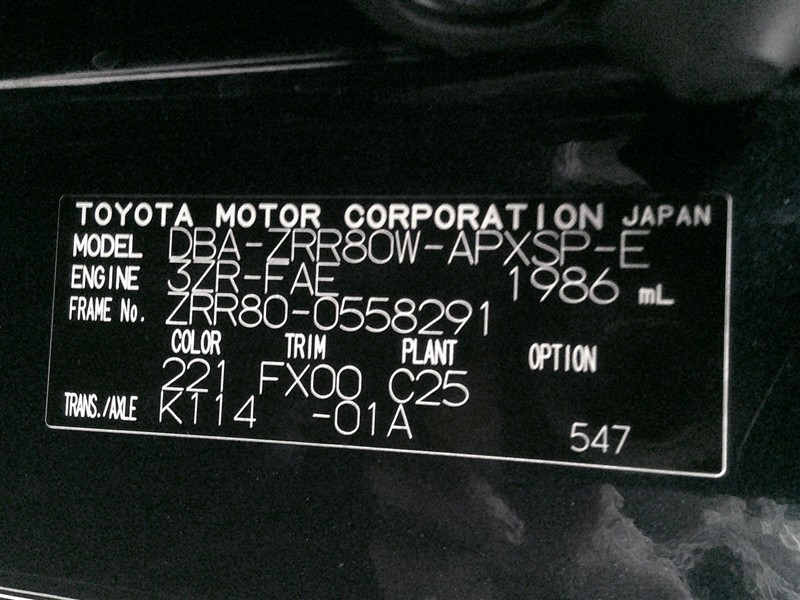 TOYOTA MOTOR CORPORATION JAPAN
MODEL DBA-ZRR80W-APXSP-E
ENGINE 3ZR-FAE 1986 mL
FRAME No. ZRR80-0558291
COLOR TRIM PLANT OPTION
221 FX00 C25
TRANS./AXLE K114 -01A 547